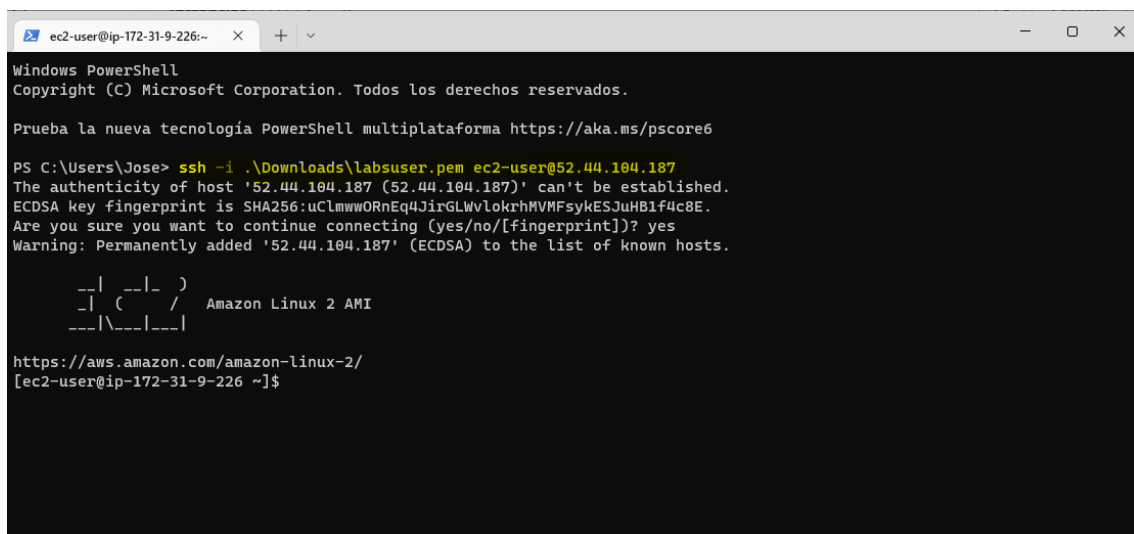 ec2-user@ip-172-31-9-226:~
Windows PowerShell
Copyright (C) Microsoft Corporation. Todos los derechos reservados.
Prueba la nueva tecnología PowerShell multiplataforma https://aka.ms/pscore6
PS C:\Users\Jose> ssh -i .\Downloads\labsuser.pem ec2-user@52.44.104.187
The authenticity of host '52.44.104.187 (52.44.104.187)' can't be established.
ECDSA key fingerprint is SHA256:uClmwwORnEq4JirGLWvlokrhMVMFsykESJuHB1f4c8E.
Are you sure you want to continue connecting (yes/no/[fingerprint])? yes
Warning: Permanently added '52.44.104.187' (ECDSA) to the list of known hosts.
__|  __|_  )
_|  (     /   Amazon Linux 2 AMI
___|\___|___|
https://aws.amazon.com/amazon-linux-2/
[ec2-user@ip-172-31-9-226 ~]$